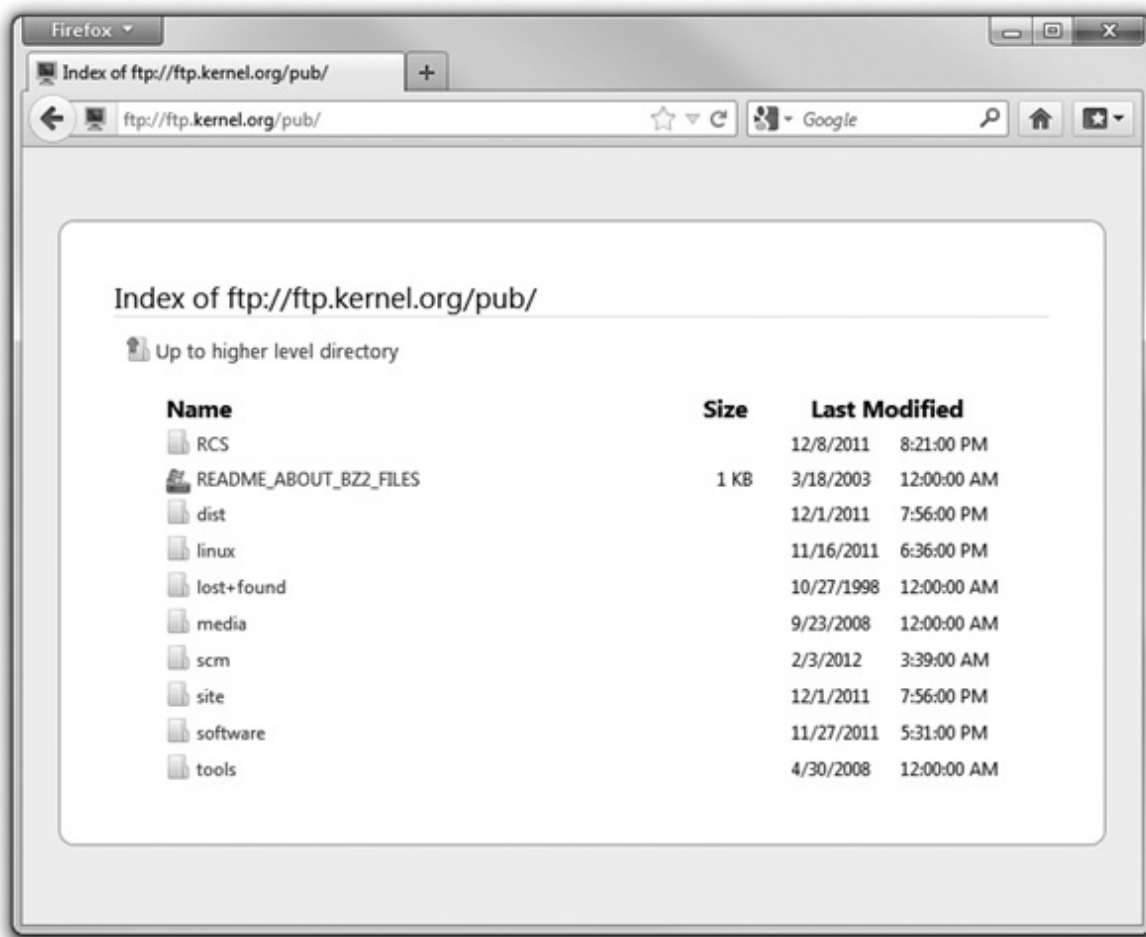 Firefox
Index of ftp://ftp.kernel.org/pub/
ftp://ftp.kernel.org/pub/ Google
Index of ftp://ftp.kernel.org/pub/
Up to higher level directory
Name Size Last Modified
RCS 12/8/2011 8:21:00 PM
README_ABOUT_BZ2_FILES 1 KB 3/18/2003 12:00:00 AM
dist 12/1/2011 7:56:00 PM
linux 11/16/2011 6:36:00 PM
lost+found 10/27/1998 12:00:00 AM
media 9/23/2008 12:00:00 AM
scm 2/3/2012 3:39:00 AM
site 12/1/2011 7:56:00 PM
software 11/27/2011 5:31:00 PM
tools 4/30/2008 12:00:00 AM